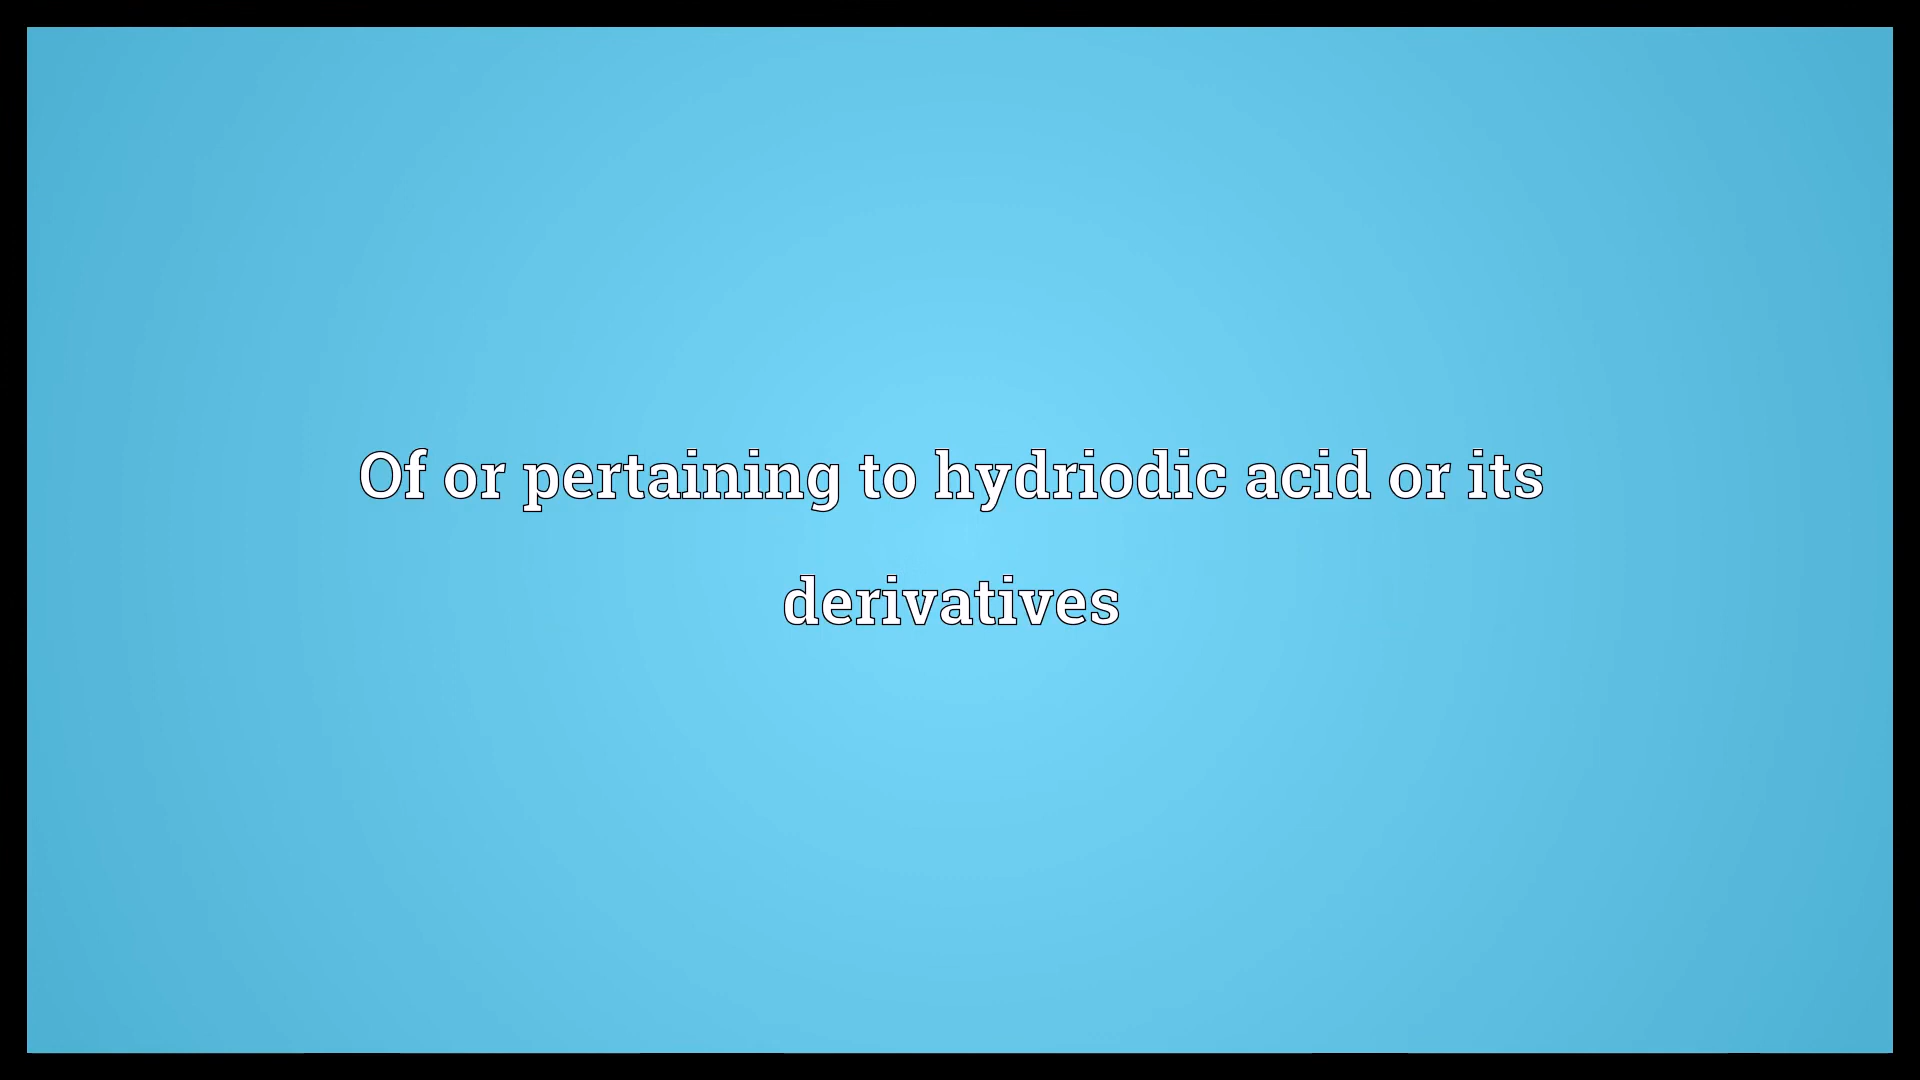 Of or pertaining to hydriodic acid or its
derivatives